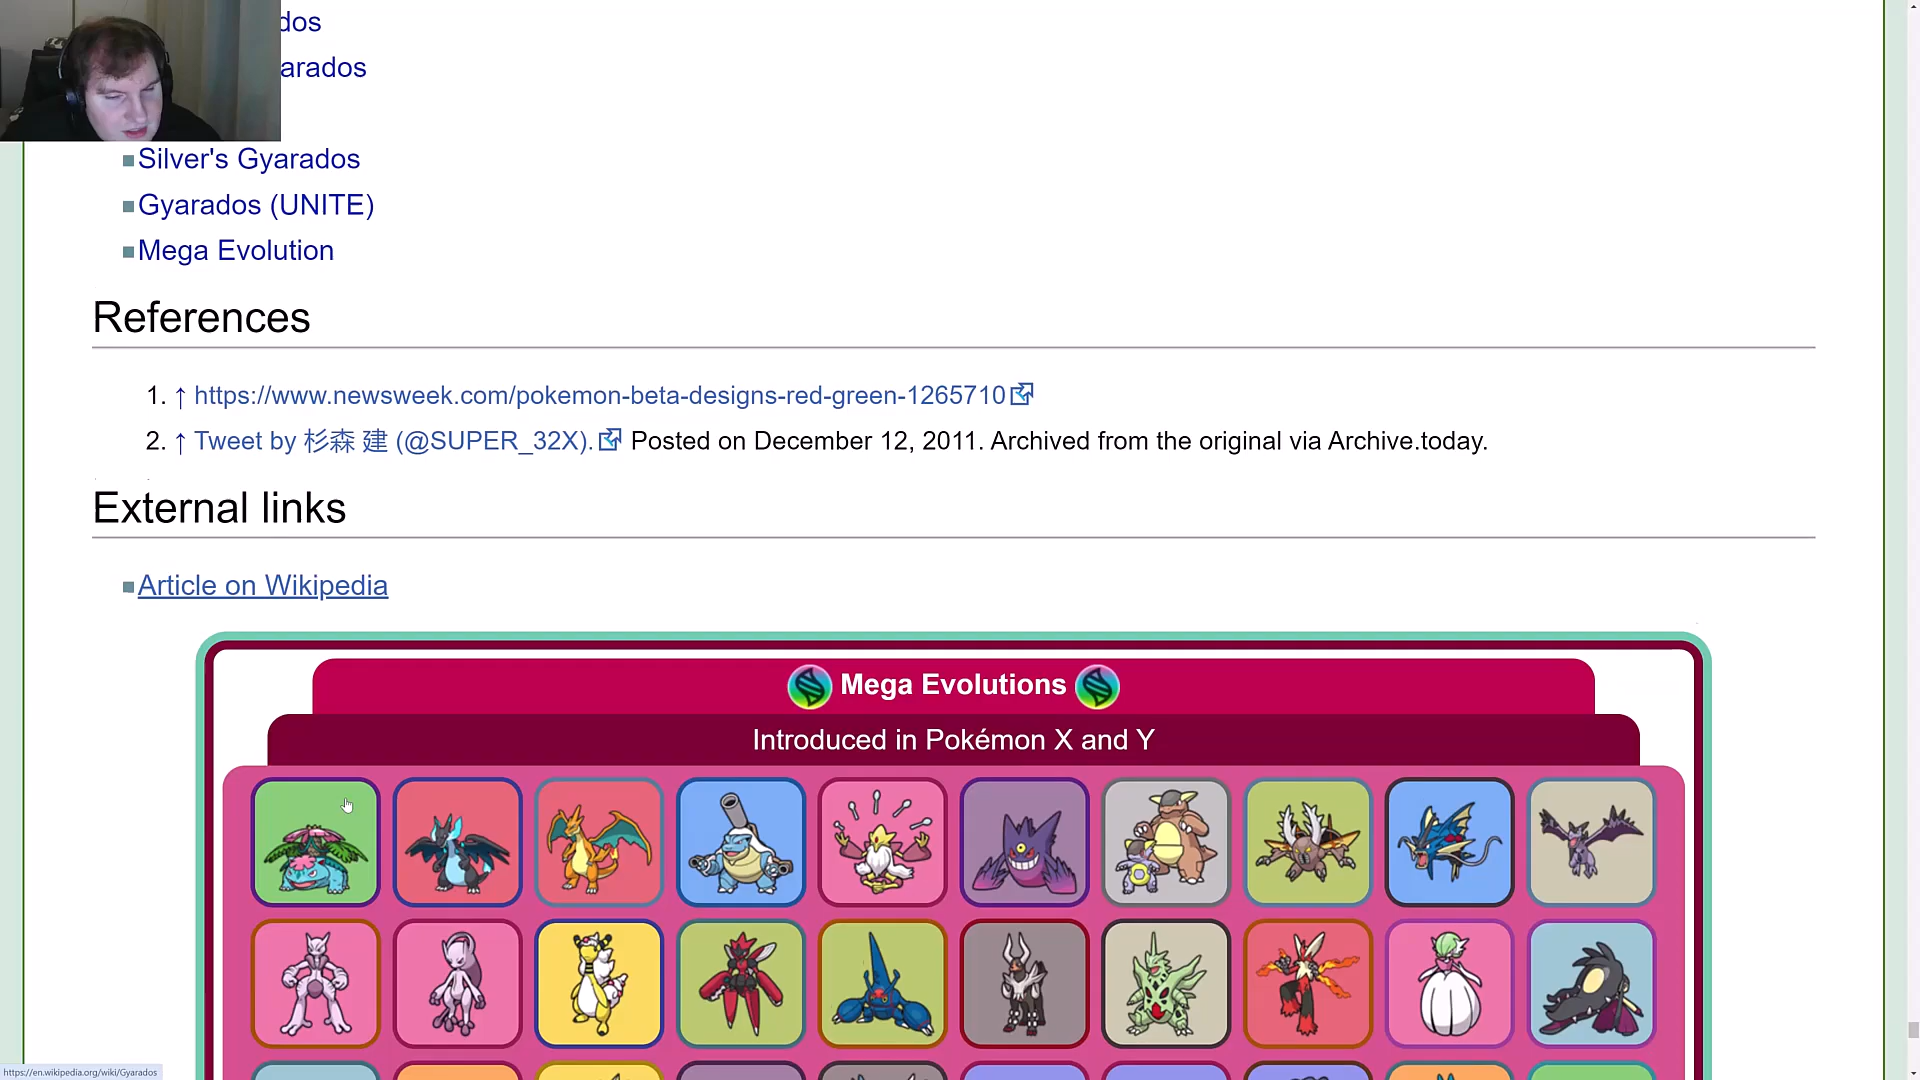 dos
arados
Silver's Gyarados
Gyarados (UNITE)
Mega Evolution
References
1. ↑ https://www.newsweek.com/pokemon-beta-designs-red-green-1265710
2. ↑ Tweet by 杉森 建 (@SUPER_32X). Posted on December 12, 2011. Archived from the original via Archive.today.
External links
Article on Wikipedia
Mega Evolutions
Introduced in Pokémon X and Y
https://en.wikipedia.org/wiki/Gyarados